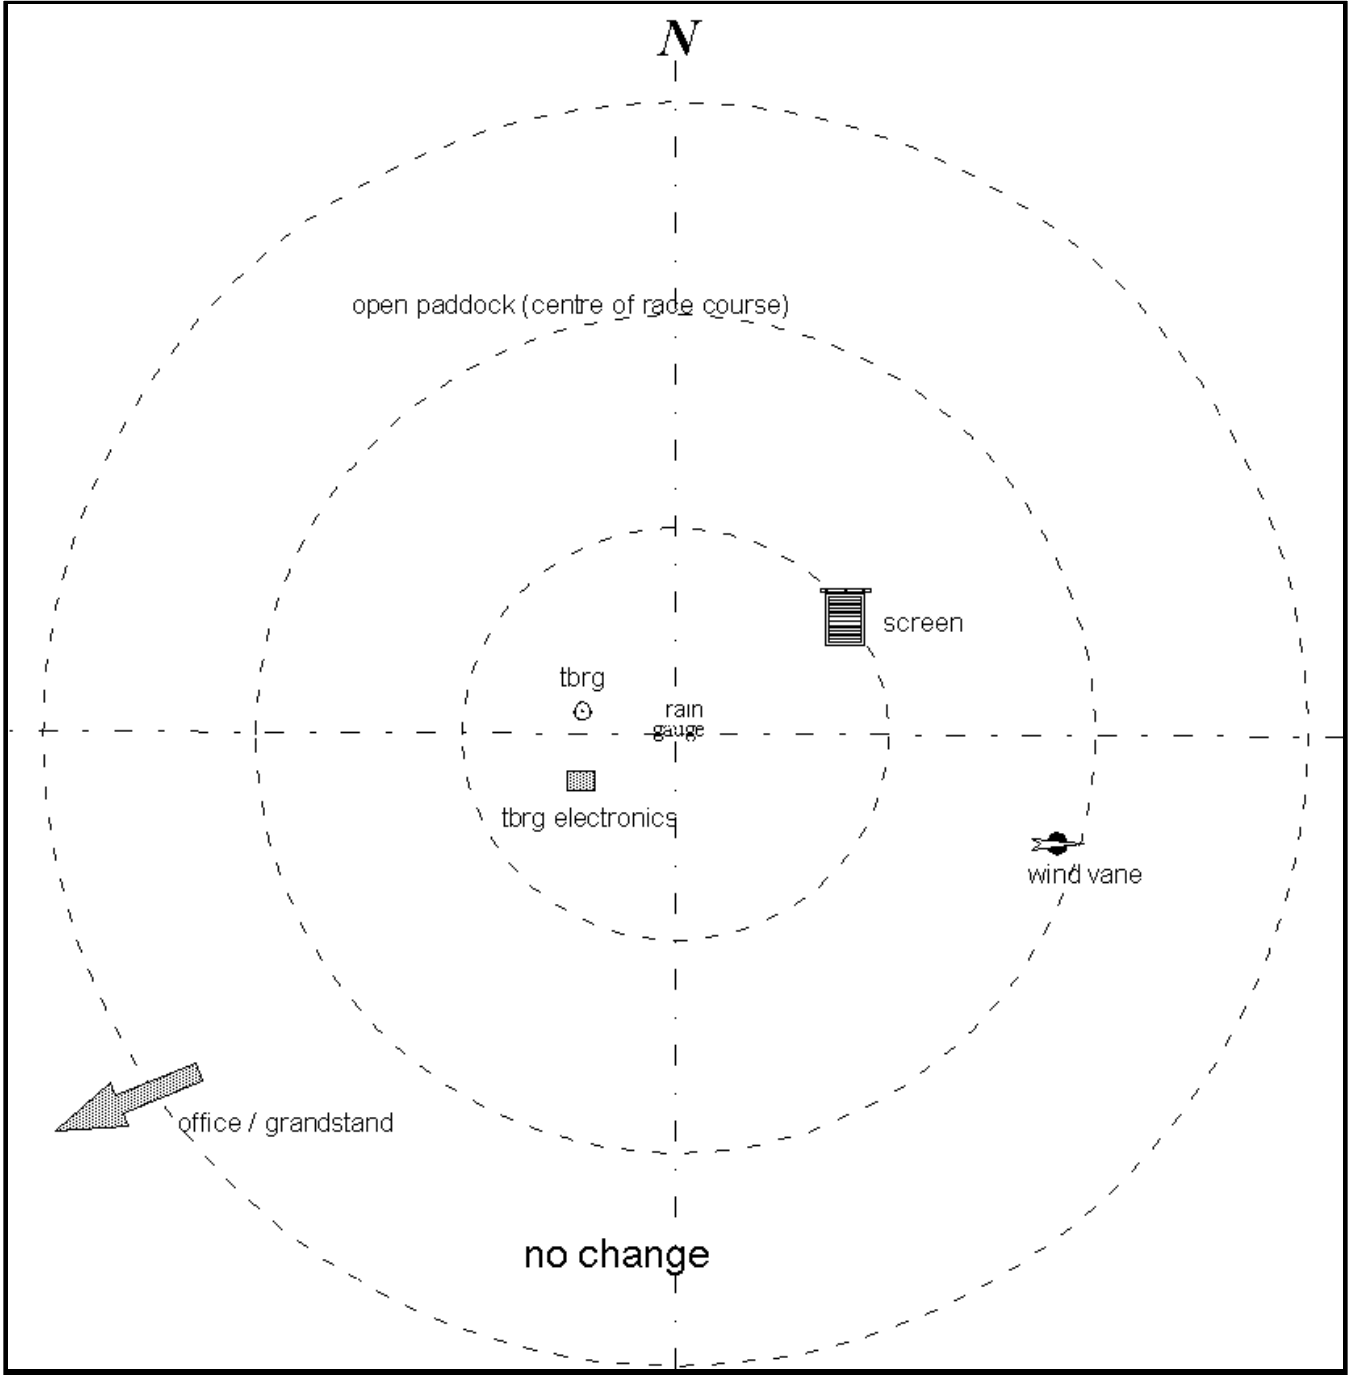 N
open paddock (centre of race course)
screen
tbrg
rain
gauge
tbrg electronics
wind vane
office / grandstand
no change